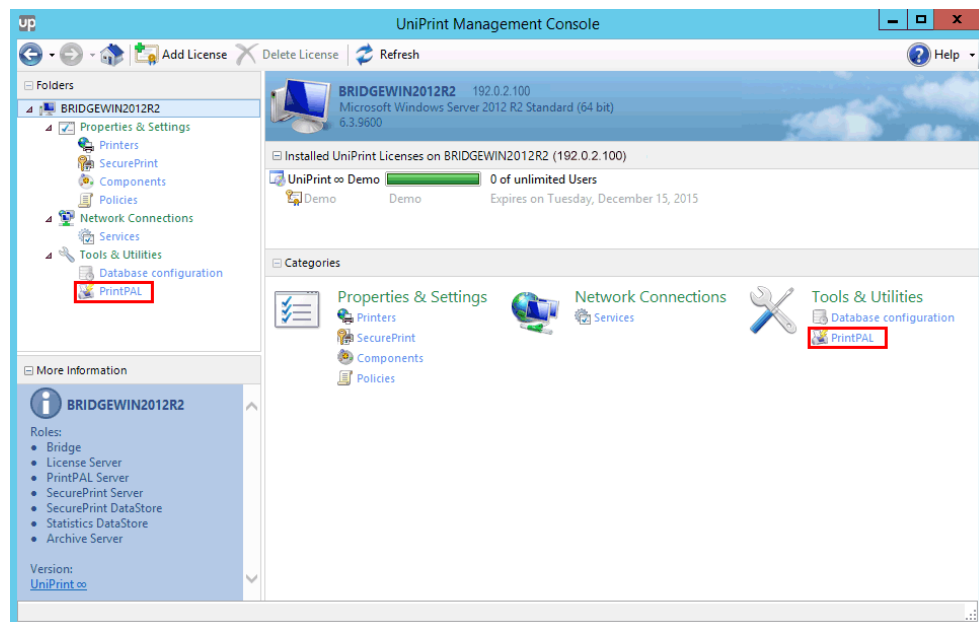 up
UniPrint Management Console
Add License Delete License Refresh Help
Folders
BRIDGEWIN2012R2
Properties & Settings
Printers
SecurePrint
Components
Policies
Network Connections
Services
Tools & Utilities
Database configuration
PrintPAL
More Information
BRIDGEWIN2012R2
Roles:
• Bridge
• License Server
• PrintPAL Server
• SecurePrint Server
• SecurePrint DataStore
• Statistics DataStore
• Archive Server
Version:
UniPrint ∞
BRIDGEWIN2012R2 192.0.2.100
Microsoft Windows Server 2012 R2 Standard (64 bit)
6.3.9600
Installed UniPrint Licenses on BRIDGEWIN2012R2 (192.0.2.100)
UniPrint ∞ Demo 0 of unlimited Users
Demo Demo Expires on Tuesday, December 15, 2015
Categories
Properties & Settings
Printers
SecurePrint
Components
Policies
Network Connections
Services
Tools & Utilities
Database configuration
PrintPAL